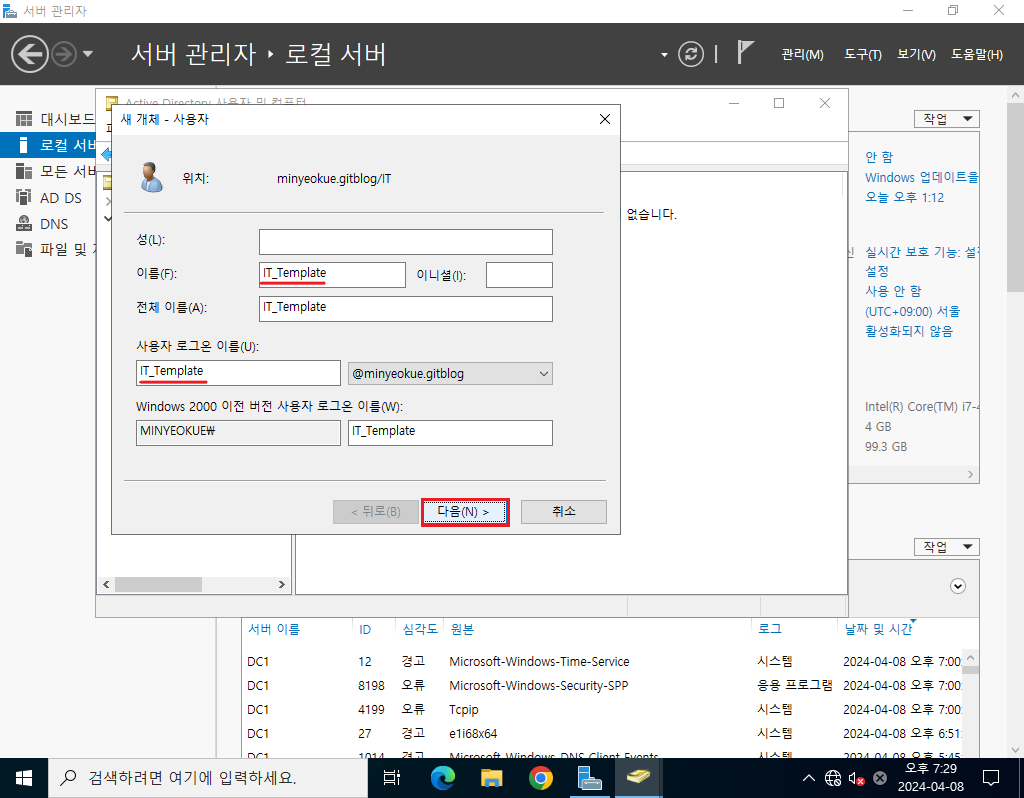 서버 관리자
서버 관리자 ‣ 로컬 서버
관리(M) 도구(T) 보기(V) 도움말(H)
대시보드
로컬 서버
모든 서버
AD DS
DNS
파일 및
Active Directory 사용자 및 컴퓨터
새 개체 - 사용자
위치: minyeokue.gitblog/IT
성(L):
이름(F): IT_Template 이니셜(I):
전체 이름(A): IT_Template
사용자 로그온 이름(U):
IT_Template @minyeokue.gitblog
Windows 2000 이전 버전 사용자 로그온 이름(W):
MINYEOKUE₩ IT_Template
< 뒤로(B) 다음(N) > 취소
없습니다.
작업
안 함
Windows 업데이트을
오늘 오후 1:12
실시간 보호 기능: 설정
설정
사용 안 함
(UTC+09:00) 서울
활성화되지 않음
Intel(R) Core(TM) i7-4
4 GB
99.3 GB
작업
서버 이름 ID 심각도 원본 로그 날짜 및 시간
DC1 12 경고 Microsoft-Windows-Time-Service 시스템 2024-04-08 오후 7:00
DC1 8198 오류 Microsoft-Windows-Security-SPP 응용 프로그램 2024-04-08 오후 7:00
DC1 4199 오류 Tcpip 시스템 2024-04-08 오후 7:00
DC1 27 경고 e1i68x64 시스템 2024-04-08 오후 6:51
DC1 1014 경고 Microsoft-Windows-DNS Client Events 시스템 2024-04-08 오후 5:45
검색하려면 여기에 입력하세요.
오후 7:29
2024-04-08